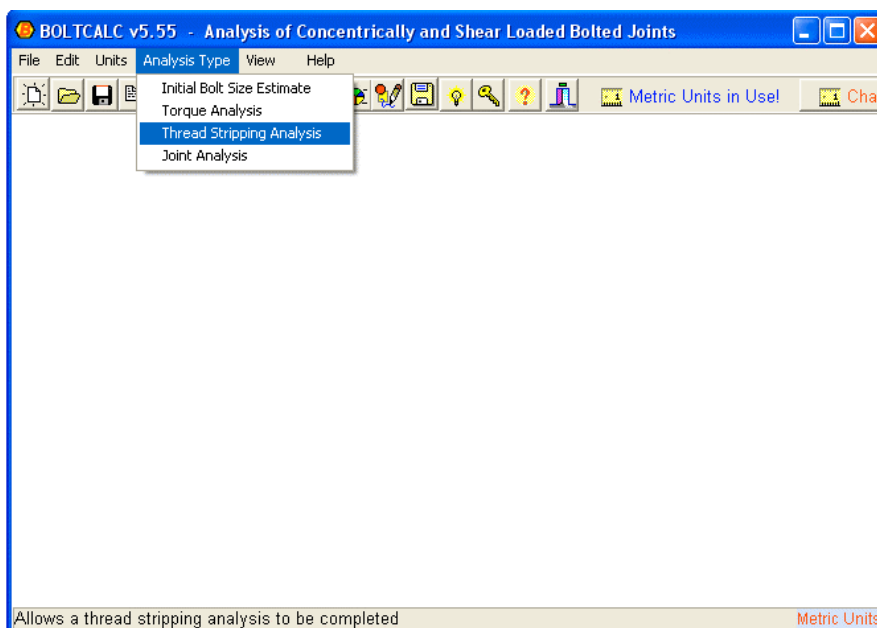 BOLTCALC v5.55 - Analysis of Concentrically and Shear Loaded Bolted Joints
File Edit Units Analysis Type View Help
Initial Bolt Size Estimate
Torque Analysis
Thread Stripping Analysis
Joint Analysis
Metric Units in Use!
Cha
Allows a thread stripping analysis to be completed
Metric Units